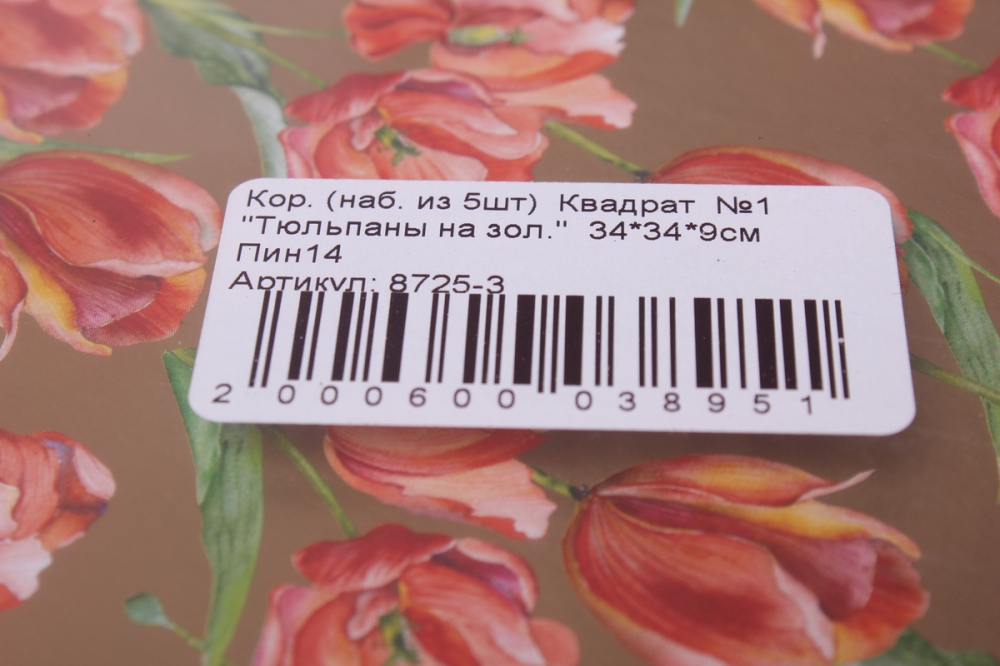 Кор. (наб. из 5шт) Квадрат №1
"Тюльпаны на зол." 34*34*9см
Пин14
Артикул: 8725-3
2 000600 038951